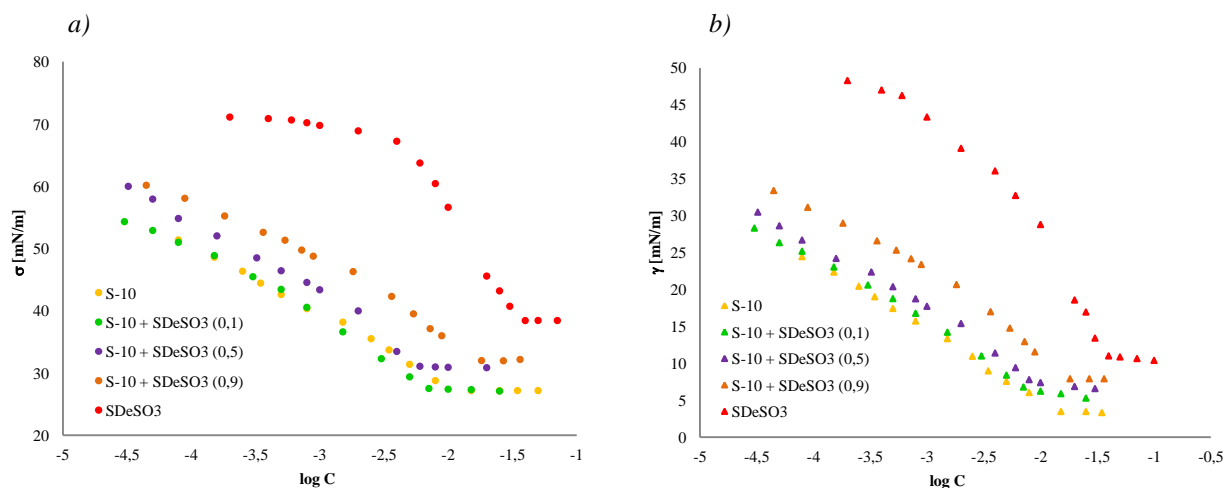 a)
80
70
60
50
40
30
20
σ [mN/m]
-5
-4,5
-4
-3,5
-3
-2,5
-2
-1,5
-1
log C
S-10
S-10 + SDeSO3 (0,1)
S-10 + SDeSO3 (0,5)
S-10 + SDeSO3 (0,9)
SDeSO3
b)
50
45
40
35
30
25
20
15
10
5
0
γ [mN/m]
-5
-4,5
-4
-3,5
-3
-2,5
-2
-1,5
-1
-0,5
log C
S-10
S-10 + SDeSO3 (0,1)
S-10 + SDeSO3 (0,5)
S-10 + SDeSO3 (0,9)
SDeSO3